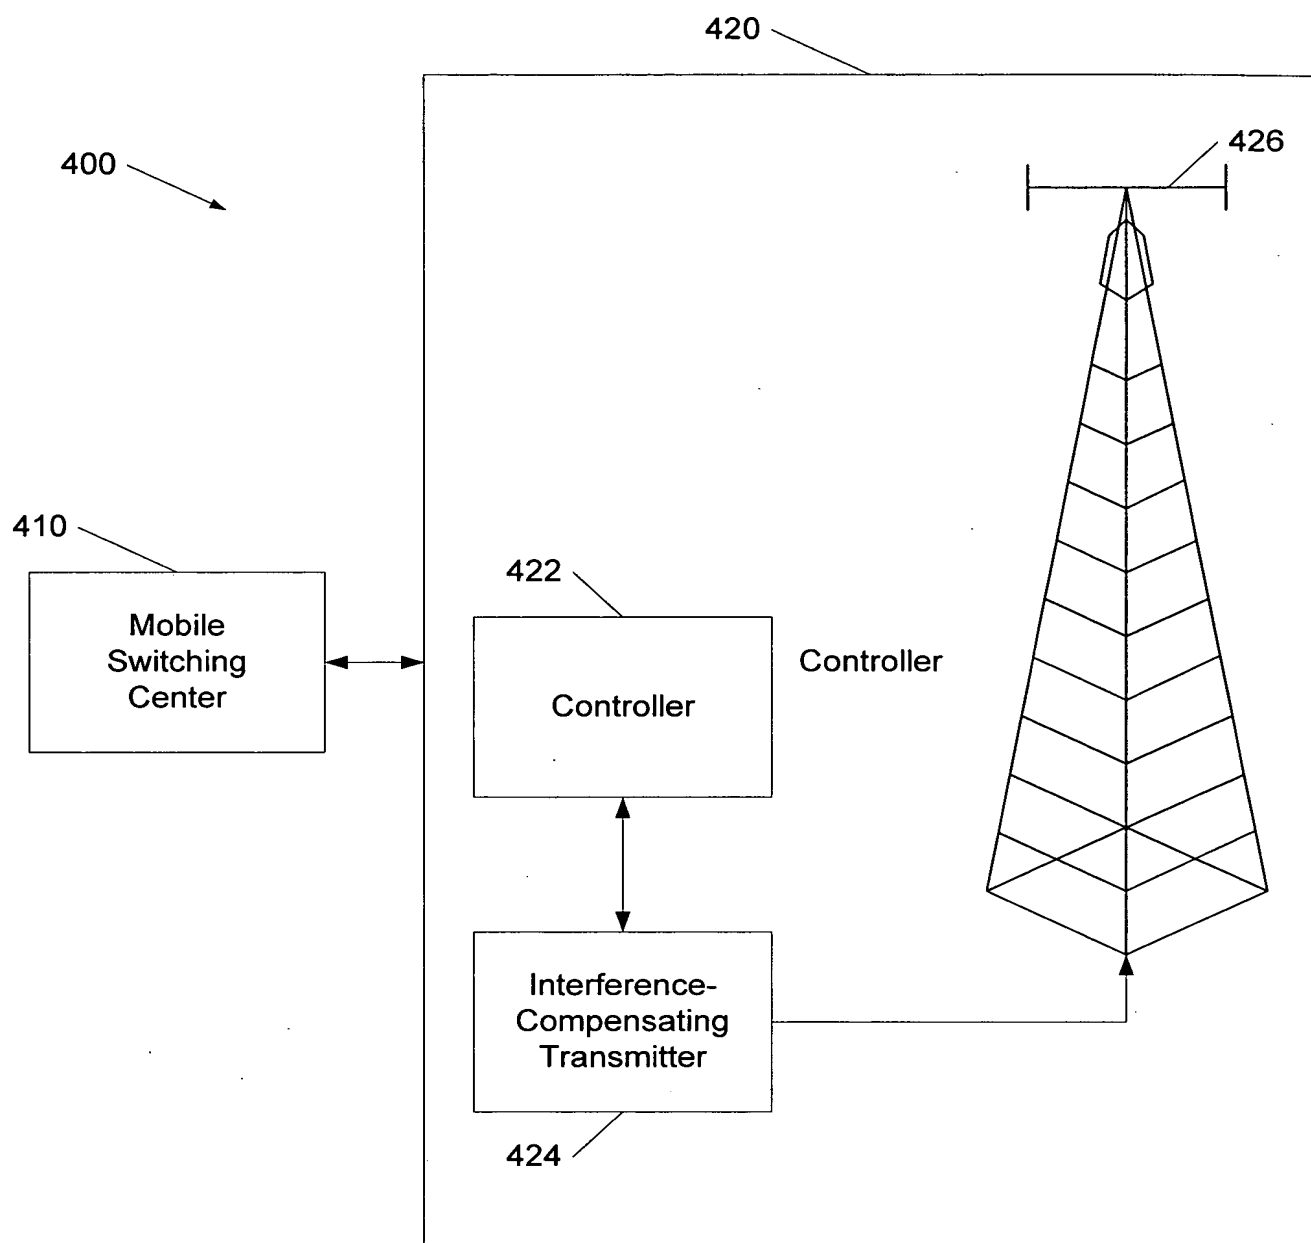 420
426
400
410
Mobile
Switching
Center
422
Controller
Controller
Interference-
Compensating
Transmitter
424